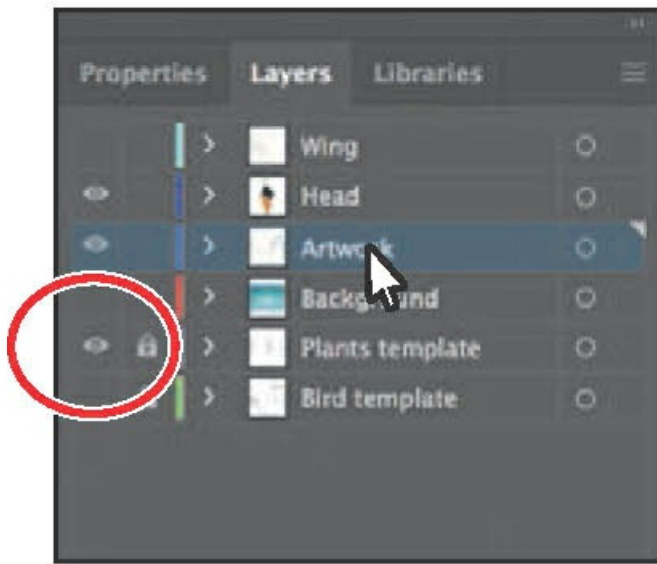 Properties Layers Libraries
Wing
Head
Artwork
Background
Plants template
Bird template